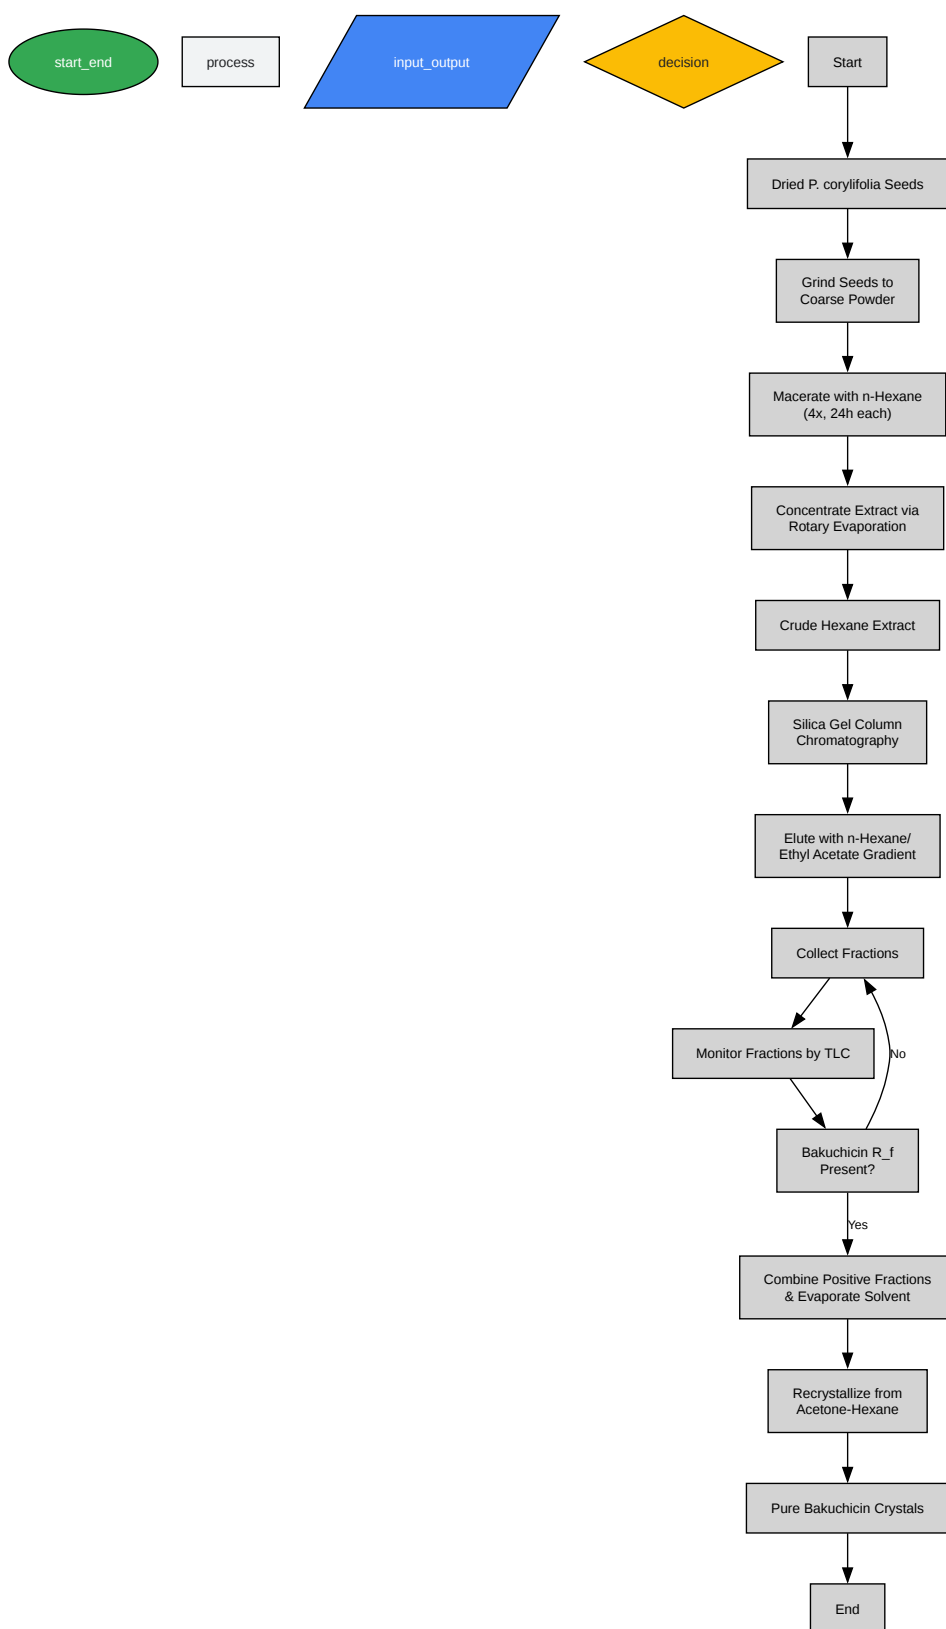 start_end
process
input_output
decision
Start
Dried P. corylifolia Seeds
Grind Seeds to
Coarse Powder
Macerate with n-Hexane
(4x, 24h each)
Concentrate Extract via
Rotary Evaporation
Crude Hexane Extract
Silica Gel Column
Chromatography
Elute with n-Hexane/
Ethyl Acetate Gradient
Collect Fractions
Monitor Fractions by TLC
No
Bakuchicin R_f
Present?
Yes
Combine Positive Fractions
& Evaporate Solvent
Recrystallize from
Acetone-Hexane
Pure Bakuchicin Crystals
End